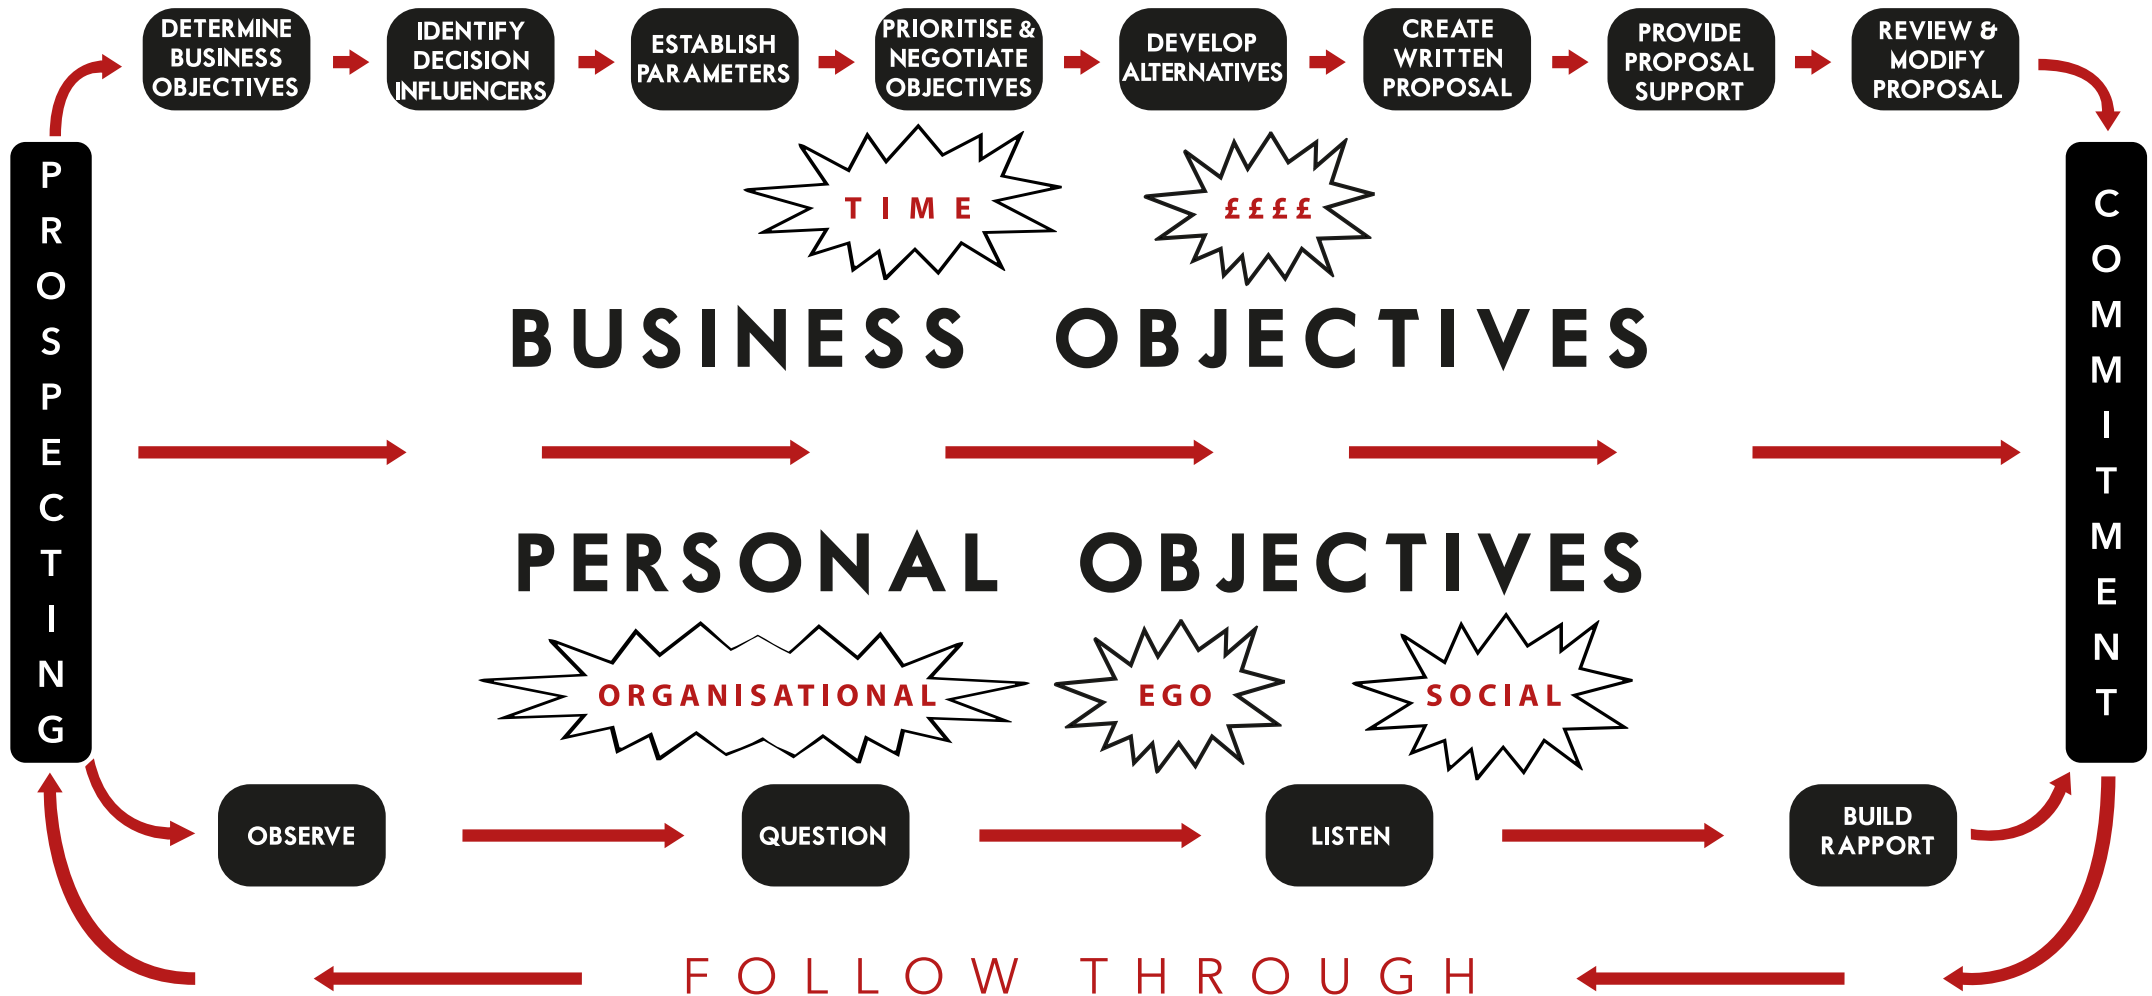 DETERMINE
BUSINESS
OBJECTIVES
IDENTIFY
DECISION
INFLUENCERS
ESTABLISH
PARAMETERS
PRIORITISE &
NEGOTIATE
OBJECTIVES
DEVELOP
ALTERNATIVES
CREATE
WRITTEN
PROPOSAL
PROVIDE
PROPOSAL
SUPPORT
REVIEW &
MODIFY
PROPOSAL
PROSPECTING
TIME
££££
BUSINESS OBJECTIVES
PERSONAL OBJECTIVES
ORGANISATIONAL
EGO
SOCIAL
COMMITMENT
OBSERVE
QUESTION
LISTEN
BUILD
RAPPORT
FOLLOW THROUGH